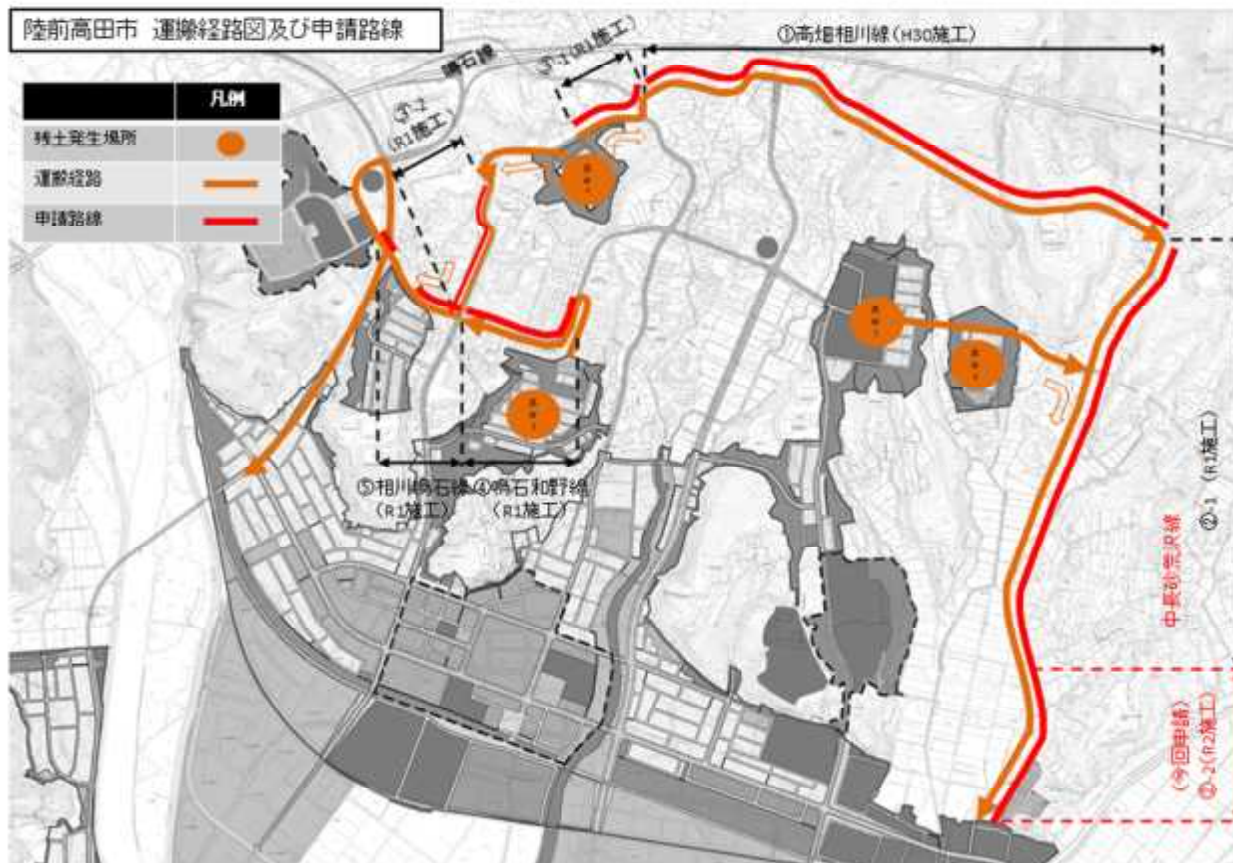 陸前高田市 運搬経路図及び申請路線
凡例
残土発生場所
運搬経路
申請路線
鳴石線
③'-1(R1施工)
③'-2
(R1施工)
①高畑相川線(H30施工)
⑤相川鳴石線
(R1施工)
④鳴石和野線
(R1施工)
中長砂荒沢線
②-1 (R1施工)
(今回申請)
②-2(R2施工)